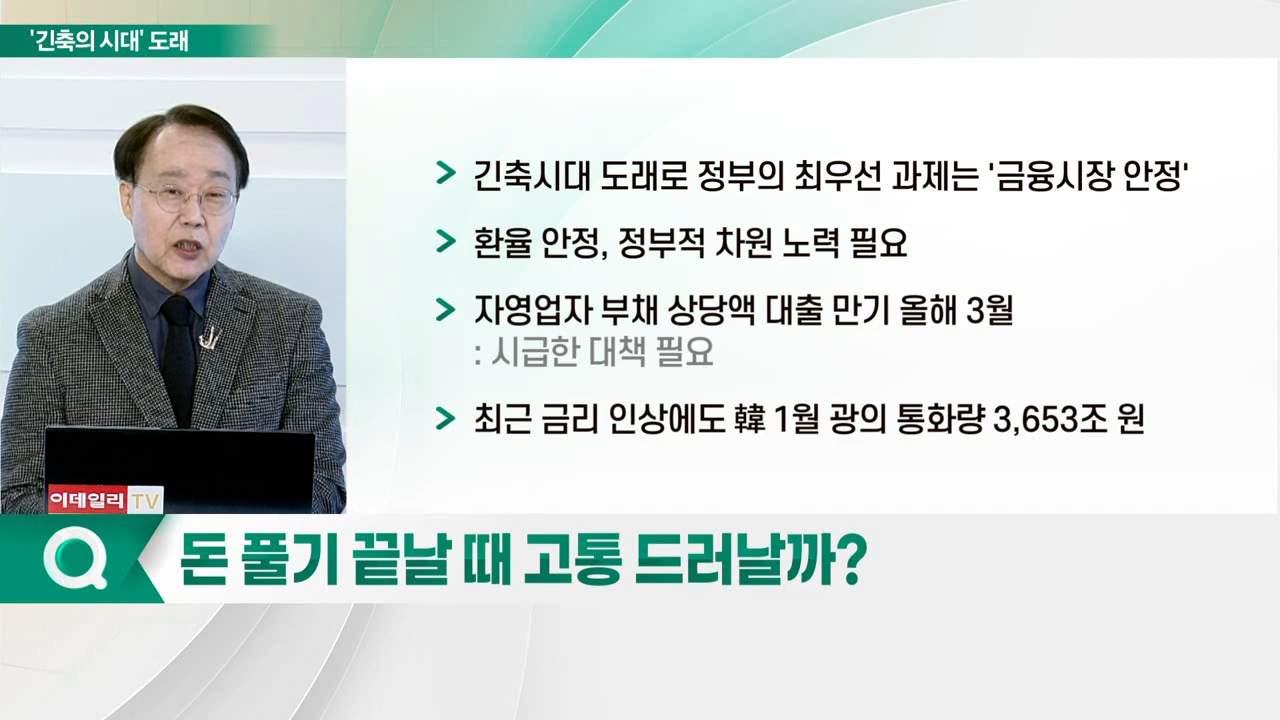 '긴축의 시대' 도래
긴축시대 도래로 정부의 최우선 과제는 '금융시장 안정'
환율 안정, 정부적 차원 노력 필요
자영업자 부채 상당액 대출 만기 올해 3월
: 시급한 대책 필요
최근 금리 인상에도 韓 1월 광의 통화량 3,653조 원
이데일리 TV
Q 돈 풀기 끝날 때 고통 드러날까?